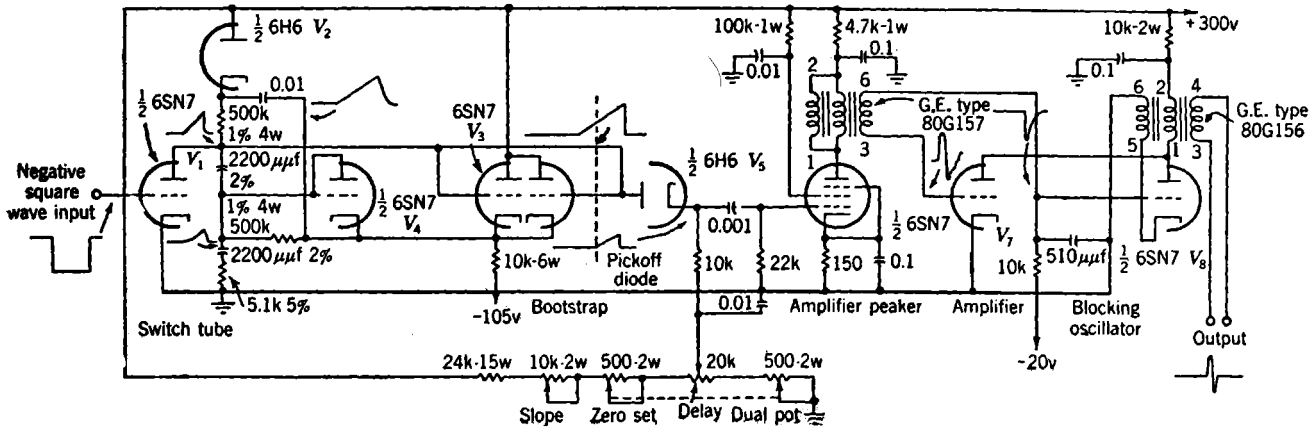 ½ 6H6 V2
100k-1w
4.7k-1w
10k-2w
+300v
0.01
0.1
0.1
½ 6SN7
V1
0.01
500k
1% 4w
2200μμf
2%
6SN7
V3
2
6
1
3
G.E. type
80G157
6 2 4
5 1 3
G.E. type
80G156
Negative
square
wave input
1% 4w
500k
2200μμf 2%
5.1k 5%
½ 6SN7
V4
½ 6H6 V5
0.001
½ 6SN7
V7
10k-6w
Pickoff
diode
10k
22k
150
0.1
10k
510μμf
½ 6SN7 V8
0.01
Switch tube
-105v
Bootstrap
Amplifier peaker
Amplifier
Blocking
oscillator
Output
-20v
24k-15w
10k-2w
500-2w
20k
500-2w
Slope
Zero set
Delay
Dual pot